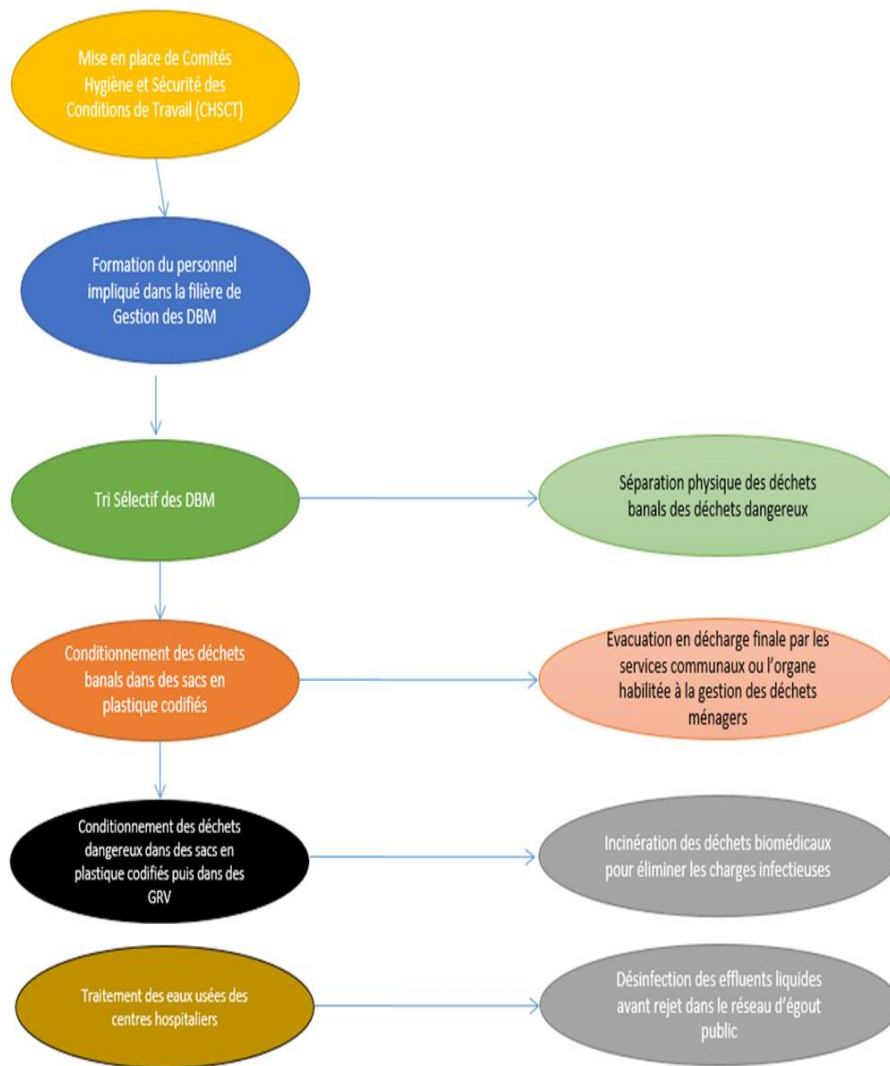 Mise en place de Comités
Hygiène et Sécurité des
Conditions de Travail (CHSCT)
Formation du personnel
impliqué dans la filière de
Gestion des DBM
Tri Sélectif des DBM
Séparation physique des déchets
banals des déchets dangereux
Conditionnement des déchets
banals dans des sacs en
plastique codifiés
Evacuation en décharge finale par les
services communaux ou l’organe
habilitée à la gestion des déchets
ménagers
Conditionnement des déchets
dangereux dans des sacs en
plastique codifiés puis dans des
GRV
Incinération des déchets biomédicaux
pour éliminer les charges infectieuses
Traitement des eaux usées des
centres hospitaliers
Désinfection des effluents liquides
avant rejet dans le réseau d’égout
public